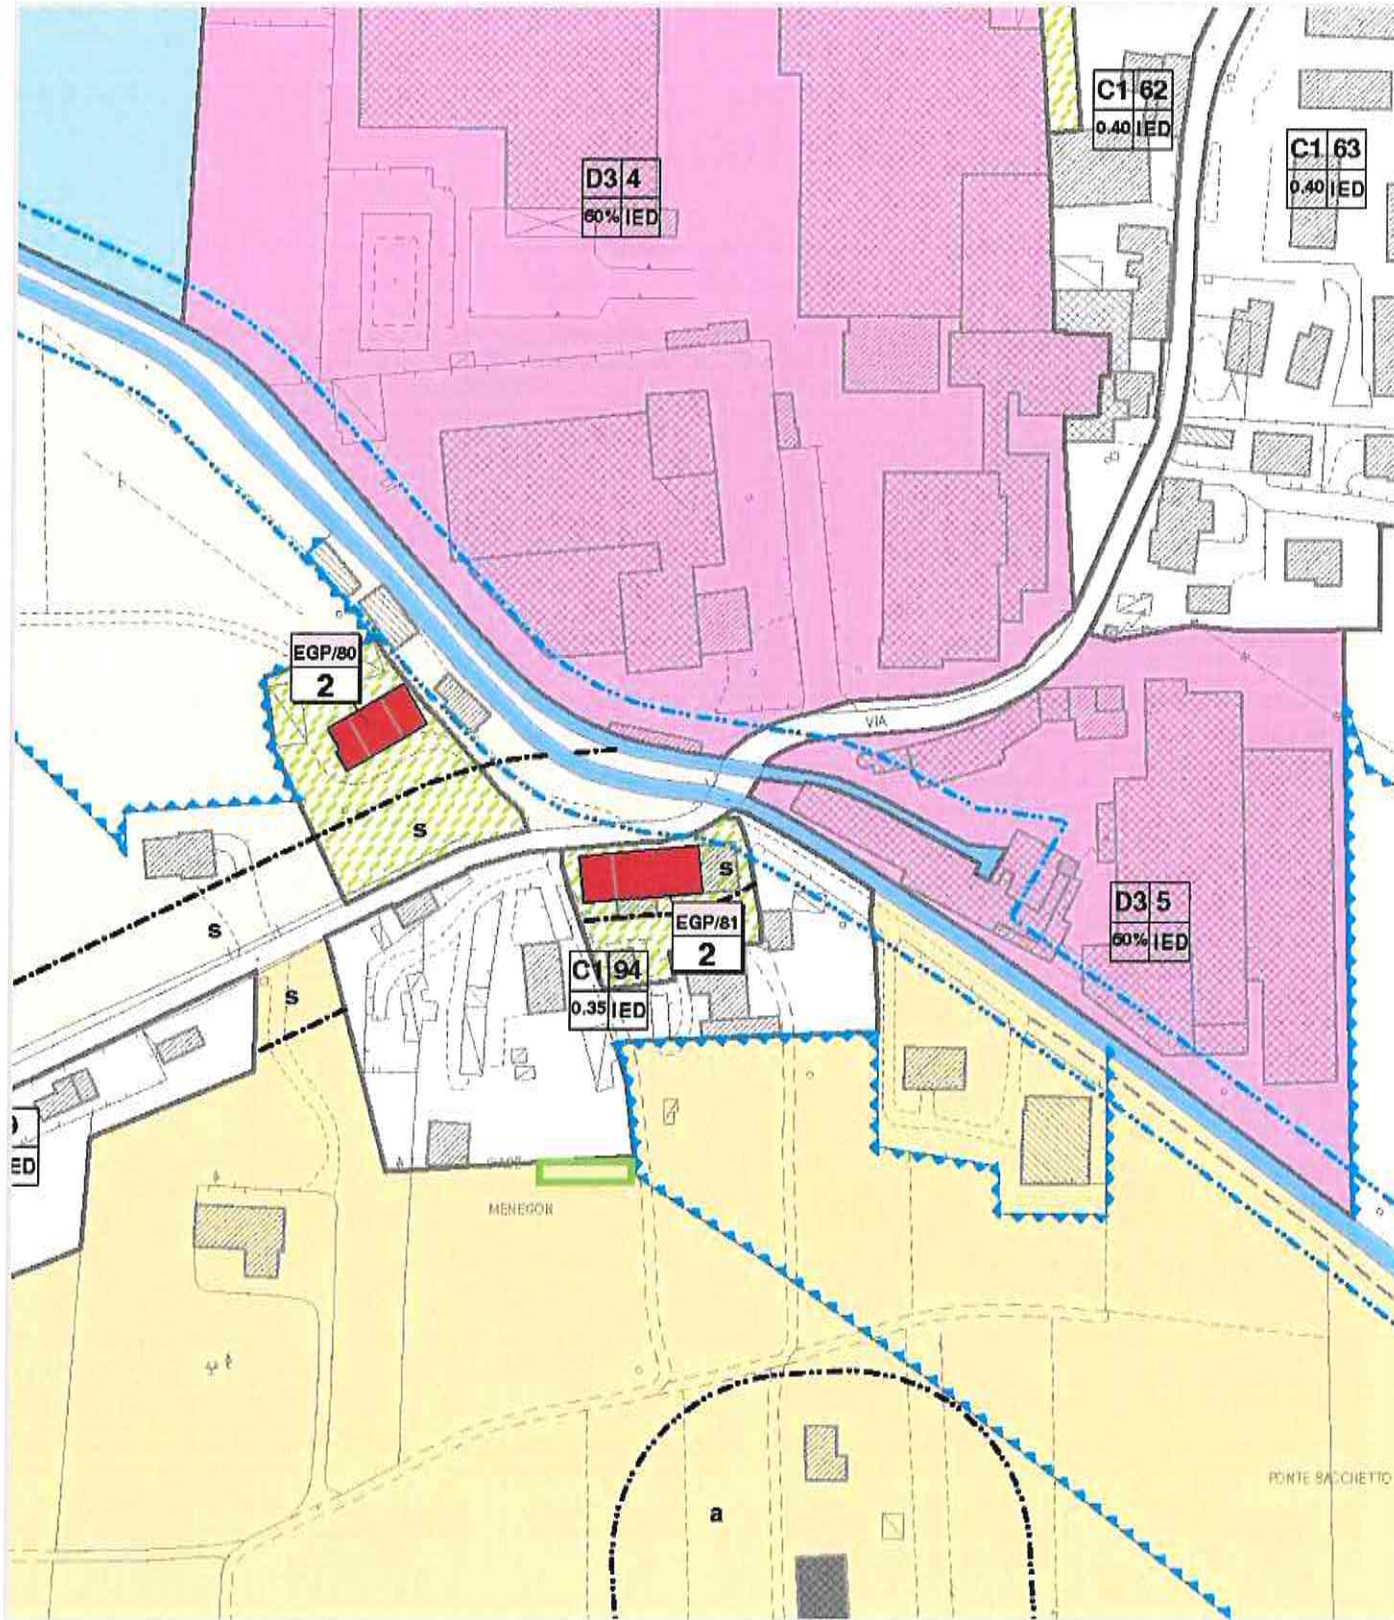 C1 62
0.40 IED
C1 63
0.40 IED
D3 4
60% IED
EGP/80
2
VIA
s
s
EGP/81
2
D3 5
60% IED
s
C1 94
0.35 IED
s
ED
MENEGON
PONTE BACCHETTO
a